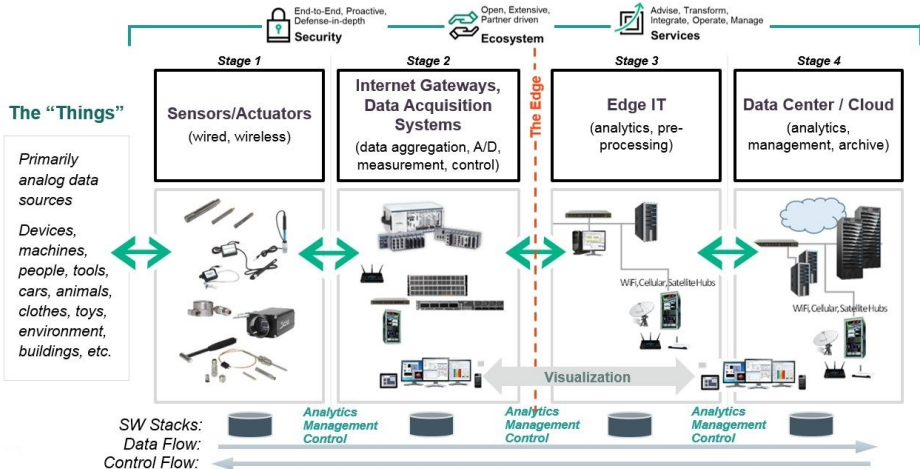 End-to-End, Proactive,
Defense-in-depth
Security
Open, Extensive,
Partner driven
Ecosystem
Advise, Transform,
Integrate, Operate, Manage
Services
Stage 1
Stage 2
Stage 3
Stage 4
The Edge
The “Things”
Primarily
analog data
sources
Devices,
machines,
people, tools,
cars, animals,
clothes, toys,
environment,
buildings, etc.
Sensors/Actuators
(wired, wireless)
Internet Gateways,
Data Acquisition
Systems
(data aggregation, A/D,
measurement, control)
Edge IT
(analytics, pre-
processing)
Data Center / Cloud
(analytics,
management, archive)
WiFi, Cellular, Satellite Hubs
WiFi, Cellular, Satellite Hubs
Visualization
SW Stacks:
Analytics
Management
Control
Analytics
Management
Control
Analytics
Management
Control
Data Flow:
Control Flow: